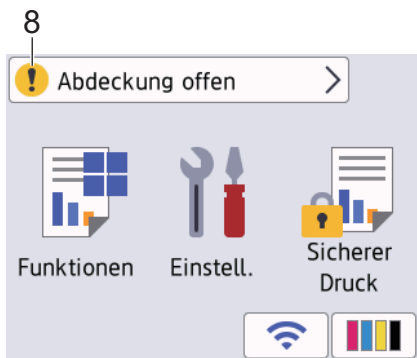 8
Abdeckung offen
Funktionen
Einstell.
Sicherer
Druck